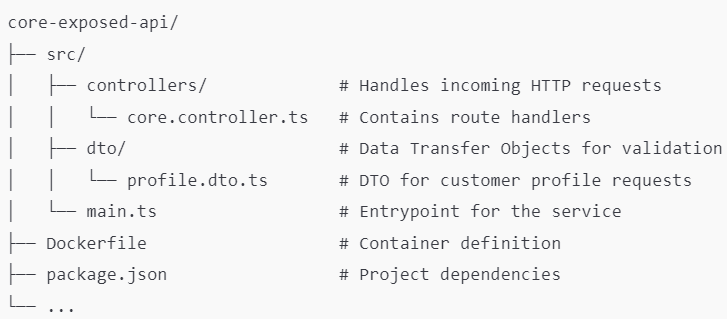 core-exposed-api/
├── src/
│   ├── controllers/           # Handles incoming HTTP requests
│   │   └── core.controller.ts   # Contains route handlers
│   ├── dto/                   # Data Transfer Objects for validation
│   │   └── profile.dto.ts       # DTO for customer profile requests
│   └── main.ts                # Entrypoint for the service
├── Dockerfile                 # Container definition
├── package.json               # Project dependencies
└── ...